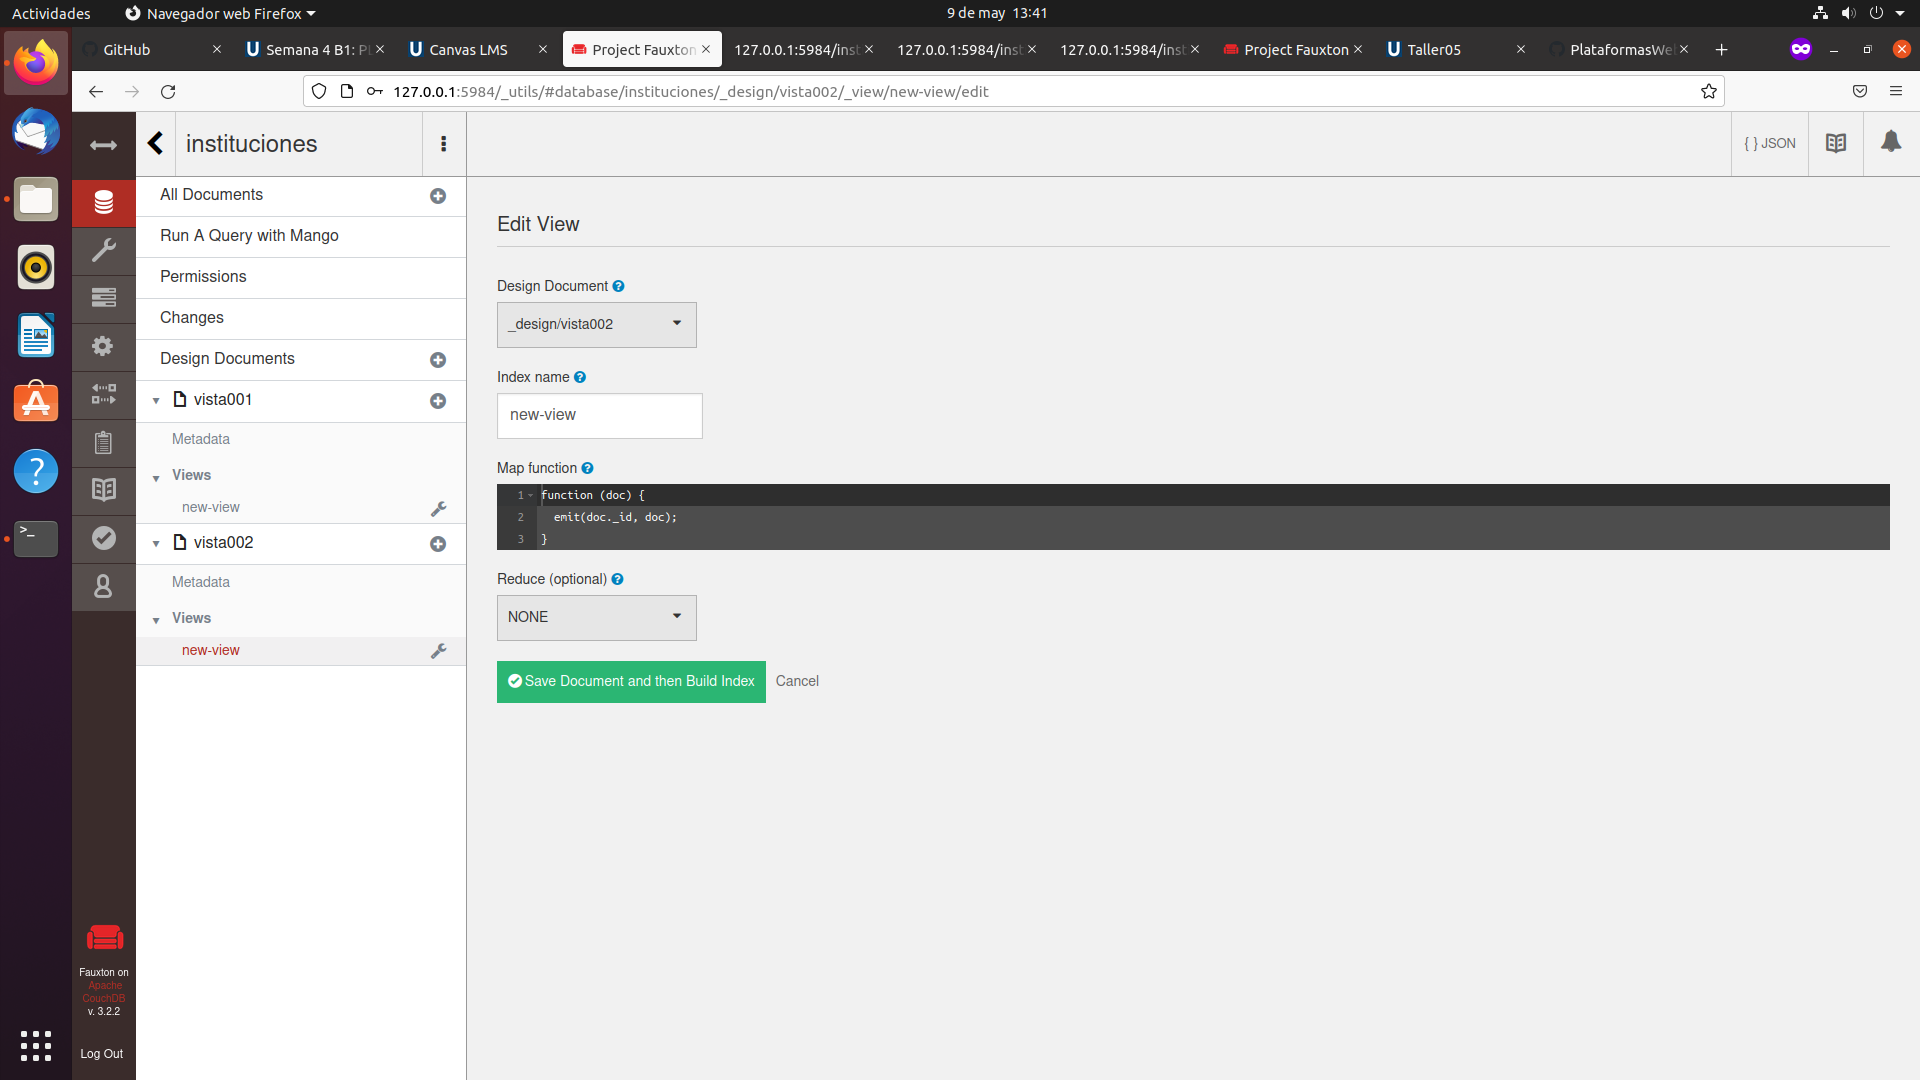 Actividades
Navegador web Firefox
9 de may 13:41
GitHub
Semana 4 B1: Pl
Canvas LMS
Project Fauxton
127.0.0.1:5984/inst
127.0.0.1:5984/inst
127.0.0.1:5984/inst
Project Fauxton
Taller05
PlataformasWe
127.0.0.1:5984/_utils/#database/instituciones/_design/vista002/_view/new-view/edit
instituciones
{ } JSON
All Documents
Run A Query with Mango
Permissions
Changes
Design Documents
vista001
Metadata
Views
new-view
vista002
Metadata
Views
new-view
Edit View
Design Document
_design/vista002
Index name
new-view
Map function
1 function (doc) {
2 emit(doc._id, doc);
3 }
Reduce (optional)
NONE
Save Document and then Build Index
Cancel
Fauxton on
Apache
CouchDB
v. 3.2.2
Log Out